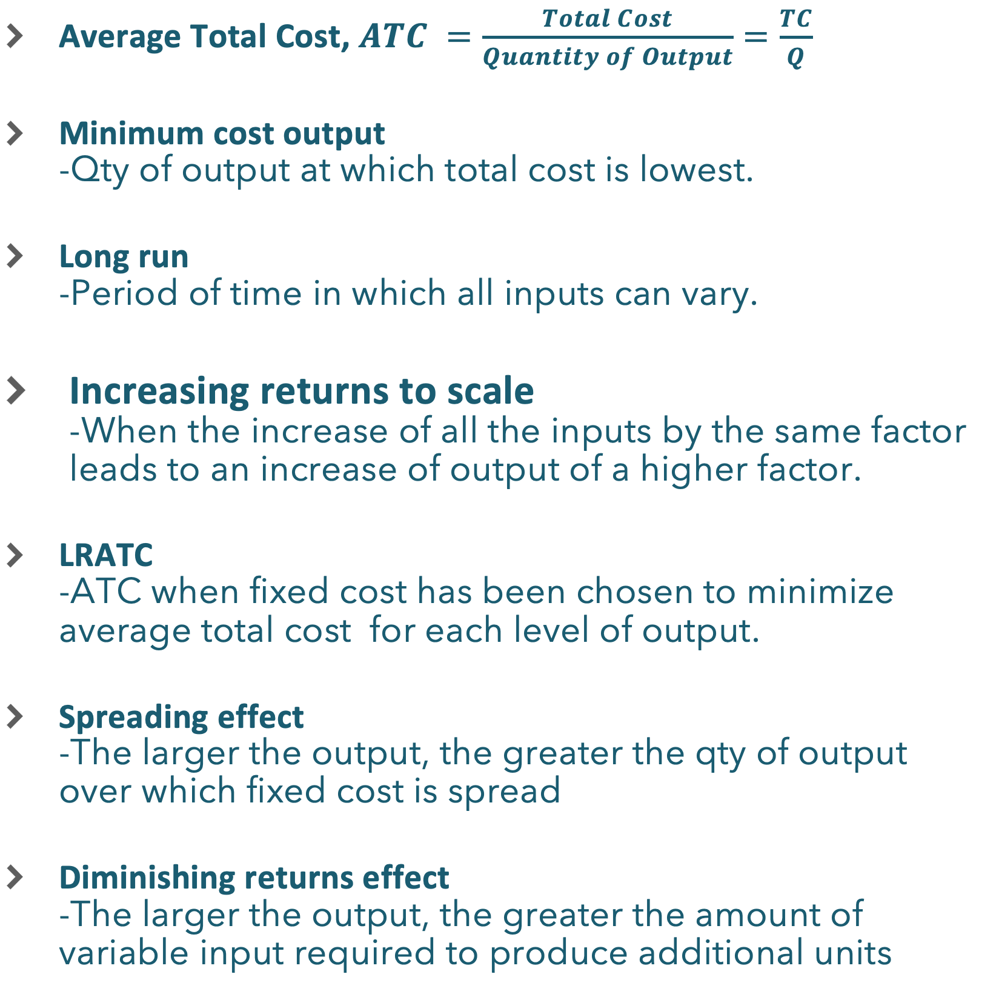 Average Total Cost, ATC = Total Cost / Quantity of Output = TC / Q
Minimum cost output
-Qty of output at which total cost is lowest.
Long run
-Period of time in which all inputs can vary.
Increasing returns to scale
-When the increase of all the inputs by the same factor
leads to an increase of output of a higher factor.
LRATC
-ATC when fixed cost has been chosen to minimize
average total cost  for each level of output.
Spreading effect
-The larger the output, the greater the qty of output
over which fixed cost is spread
Diminishing returns effect
-The larger the output, the greater the amount of
variable input required to produce additional units